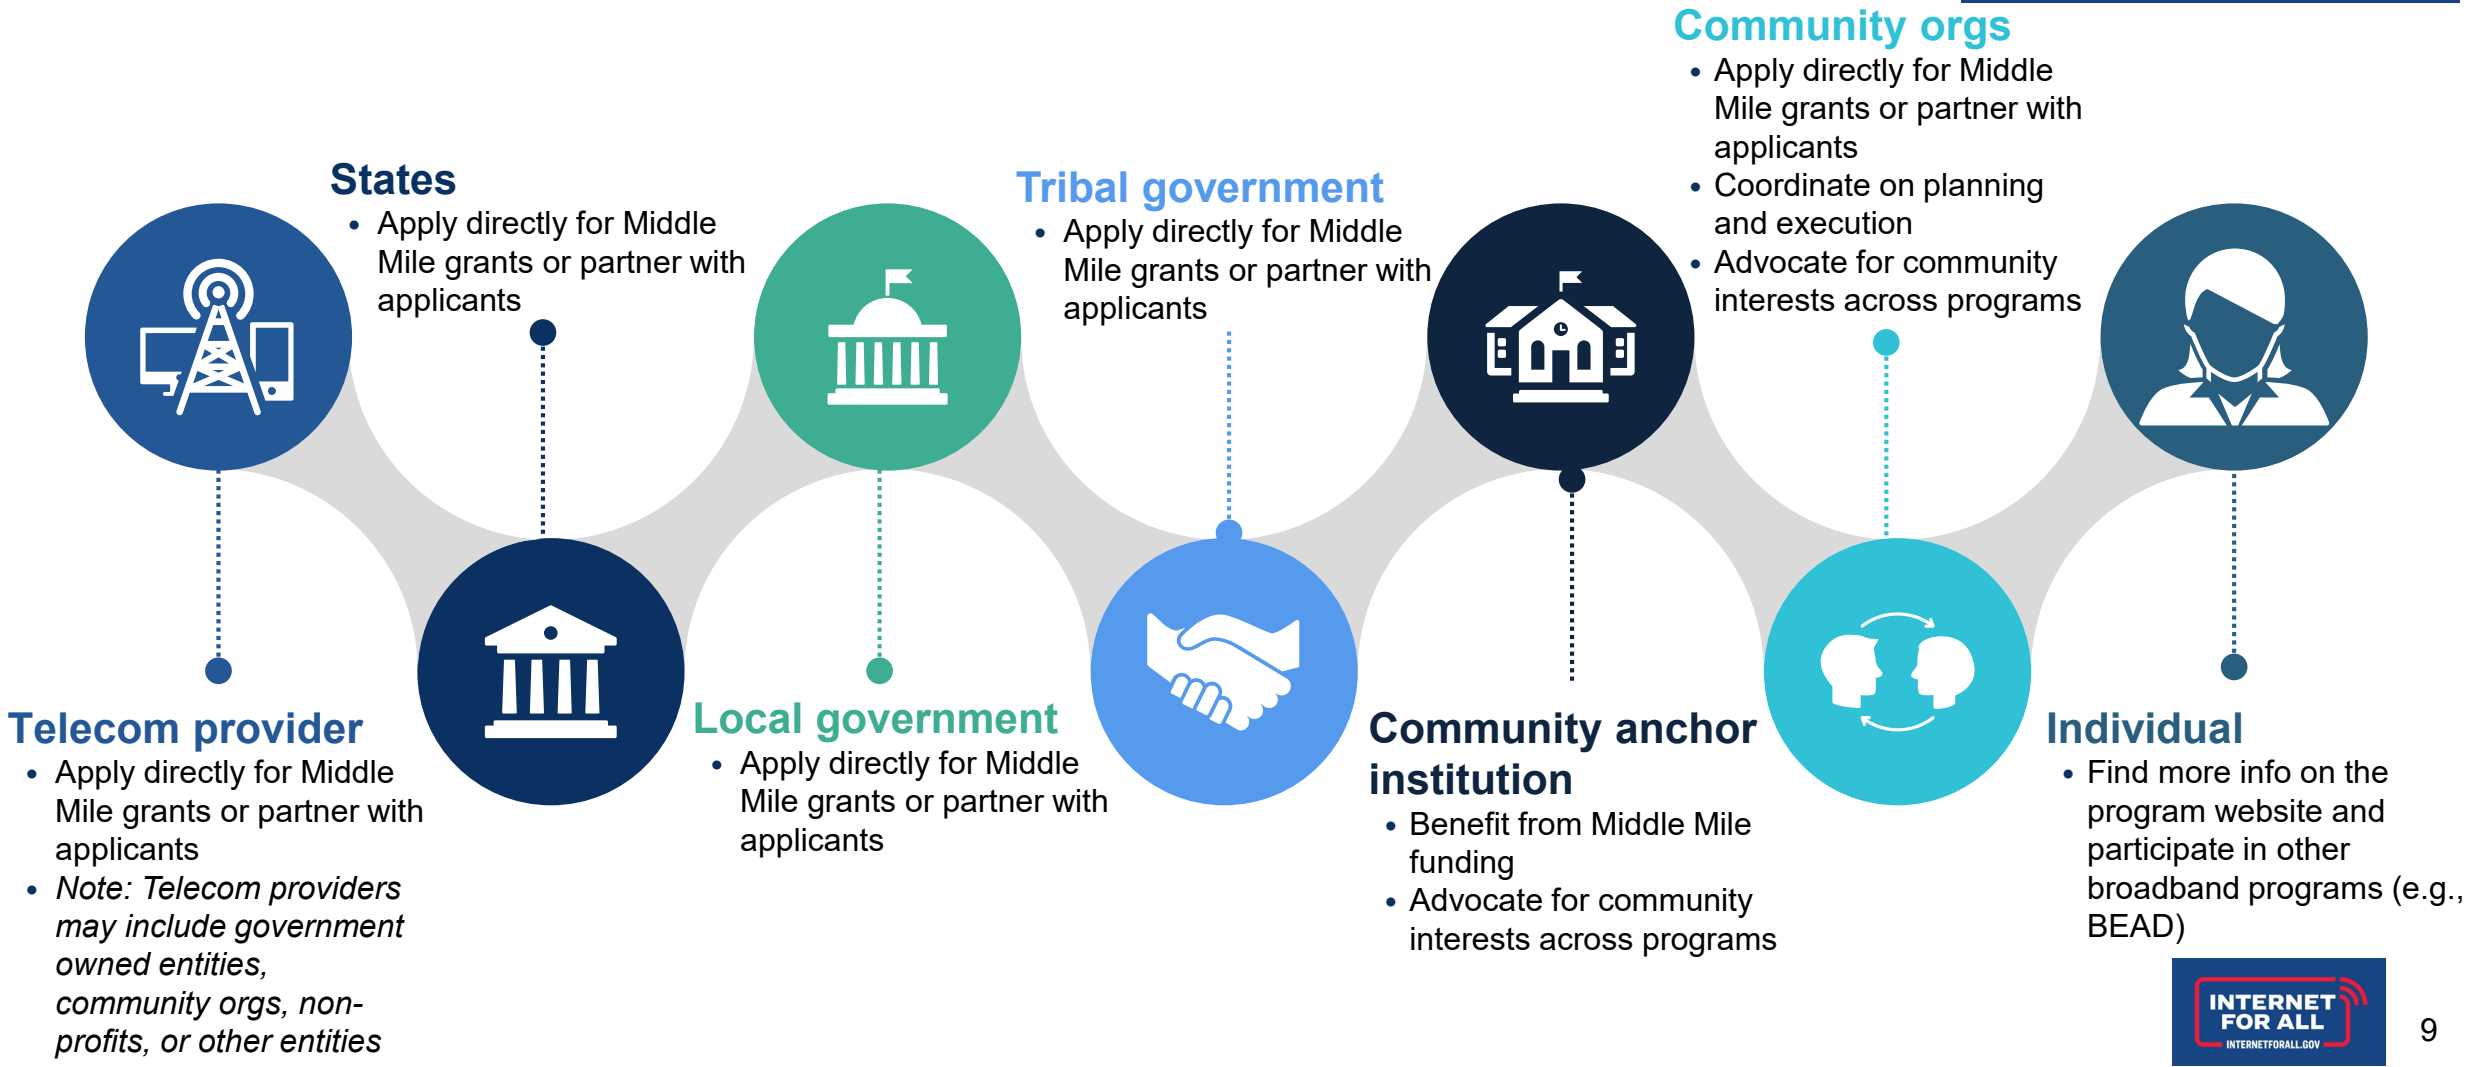 Community orgs
• Apply directly for Middle
Mile grants or partner with
applicants
• Coordinate on planning
and execution
• Advocate for community
interests across programs
States
• Apply directly for Middle
Mile grants or partner with
applicants
Tribal government
• Apply directly for Middle
Mile grants or partner with
applicants
Telecom provider
• Apply directly for Middle
Mile grants or partner with
applicants
• Note: Telecom providers
may include government
owned entities,
community orgs, non-
profits, or other entities
Local government
• Apply directly for Middle
Mile grants or partner with
applicants
Community anchor
institution
• Benefit from Middle Mile
funding
• Advocate for community
interests across programs
Individual
• Find more info on the
program website and
participate in other
broadband programs (e.g.,
BEAD)
INTERNET
FOR ALL
INTERNETFORALL.GOV
9